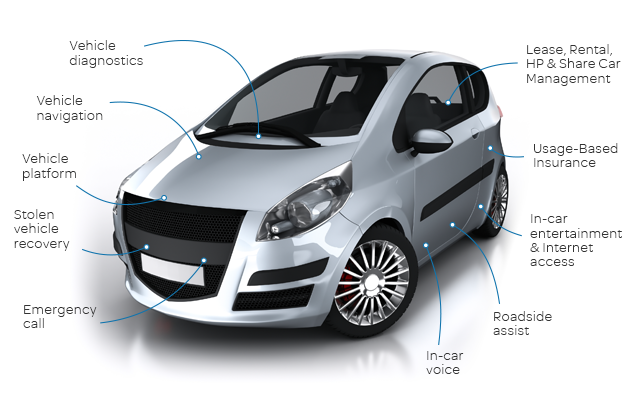 Vehicle
diagnostics
Vehicle
navigation
Vehicle
platform
Stolen
vehicle
recovery
Emergency
call
Lease, Rental,
HP & Share Car
Management
Usage-Based
Insurance
In-car
entertainment
& Internet
access
Roadside
assist
In-car
voice